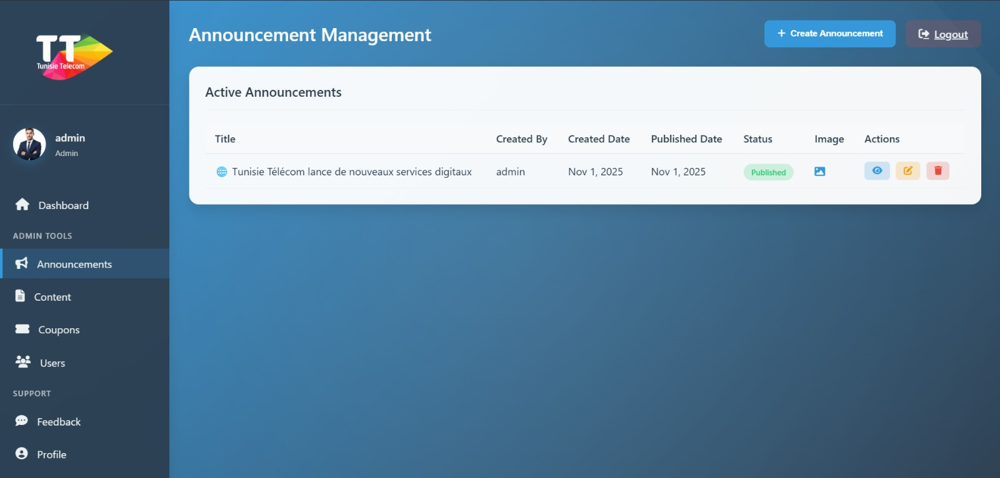 TT
Tunisie Telecom
admin
Admin
Dashboard
ADMIN TOOLS
Announcements
Content
Coupons
Users
SUPPORT
Feedback
Profile
Announcement Management
+ Create Announcement
Logout
Active Announcements
Title Created By Created Date Published Date Status Image Actions
Tunisie Télécom lance de nouveaux services digitaux admin Nov 1, 2025 Nov 1, 2025 Published